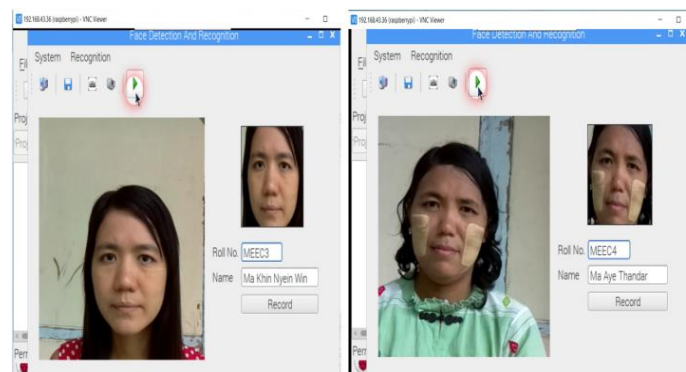 192.168.43.36 (raspberrypi) - VNC Viewer
Face Detection And Recognition
System Recognition
Roll No. MEEC3
Name Ma Khin Nyein Win
Record
192.168.43.36 (raspberrypi) - VNC Viewer
Face Detection And Recognition
System Recognition
Roll No. MEEC4
Name Ma Aye Thandar
Record